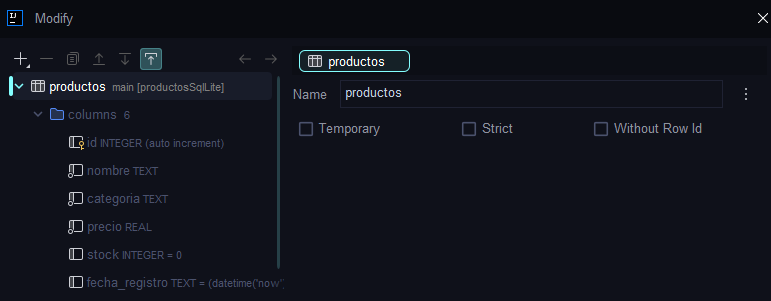 Modify
productos main [productosSqlLite]
columns 6
id INTEGER (auto increment)
nombre TEXT
categoria TEXT
precio REAL
stock INTEGER = 0
fecha_registro TEXT = (datetime('now'
productos
Name productos
Temporary Strict Without Row Id